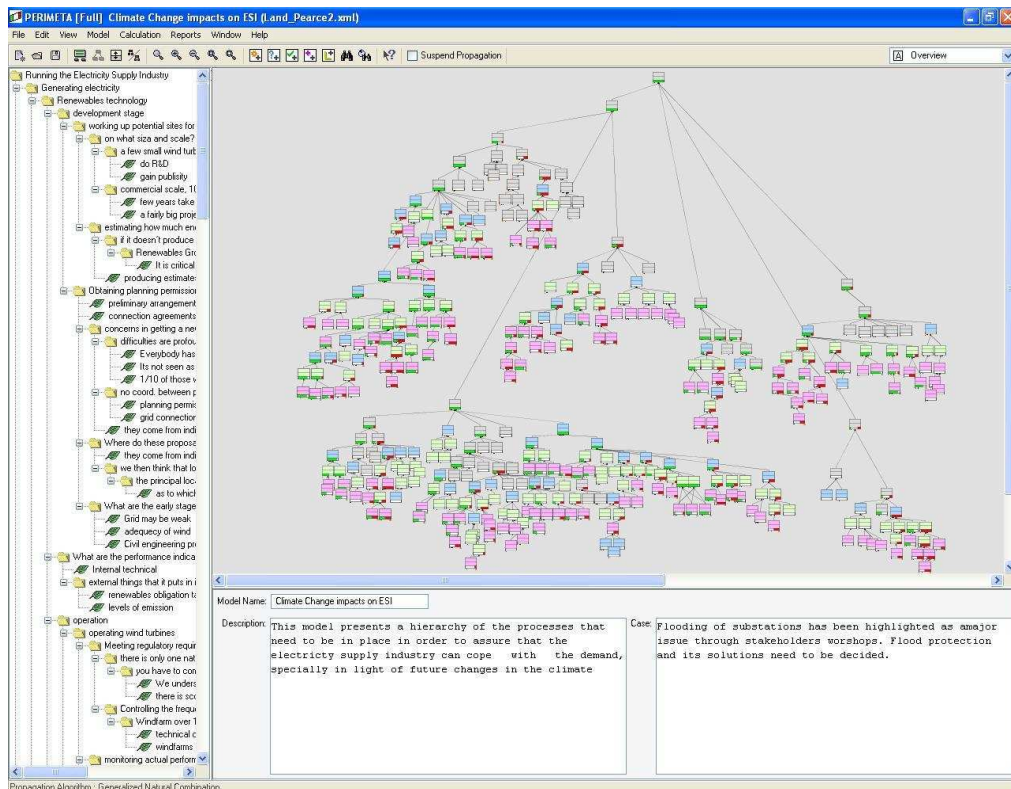 PERIMETA [Full]  Climate Change impacts on ESI (Land_Pearce2.xml)
File Edit View Model Calculation Reports Window Help
Suspend Propagation
A Overview
Running the Electricity Supply Industry
Generating electricity
Renewables technology
development stage
working up potential sites for
on what siza and scale?
a few small wind turb
do R&D
gain publisity
commercial scale, 10
few years take
a fairly big proje
estimating how much ene
if it doesn't produce
Renewables Gro
It is critical
producing estimates
Obtaining planning permission
preliminary arrangement
connection agreements
concerns in getting a new
difficulties are profou
Everybody has
Its not seen as
1/10 of those w
no coord. between p
planning permis
grid connection
they come from indi
Where do these proposa
they come from indi
we then think that lo
the principal loca
as to which
What are the early stage
Grid may be weak
adequecy of wind
Civil engineering pro
What are the performance indica
Internal technical
external things that it puts in i
renewables obligation ta
levels of emission
operation
operating wind turbines
Meeting regulatory requir
there is only one nat
you have to con
We unders
there is sco
Controlling the freque
Windfarm over 1
technical c
windfarms
monitoring actual perform
Model Name: Climate Change impacts on ESI
Description: This model presents a hierarchy of the processes that
need to be in place in order to assure that the
electricty supply industry can cope with the demand,
specially in light of future changes in the climate
Case: Flooding of substations has been highlighted as amajor
issue through stakeholders worshops. Flood protection
and its solutions need to be decided.
Propagation Algorithm : Generalized Natural Combination